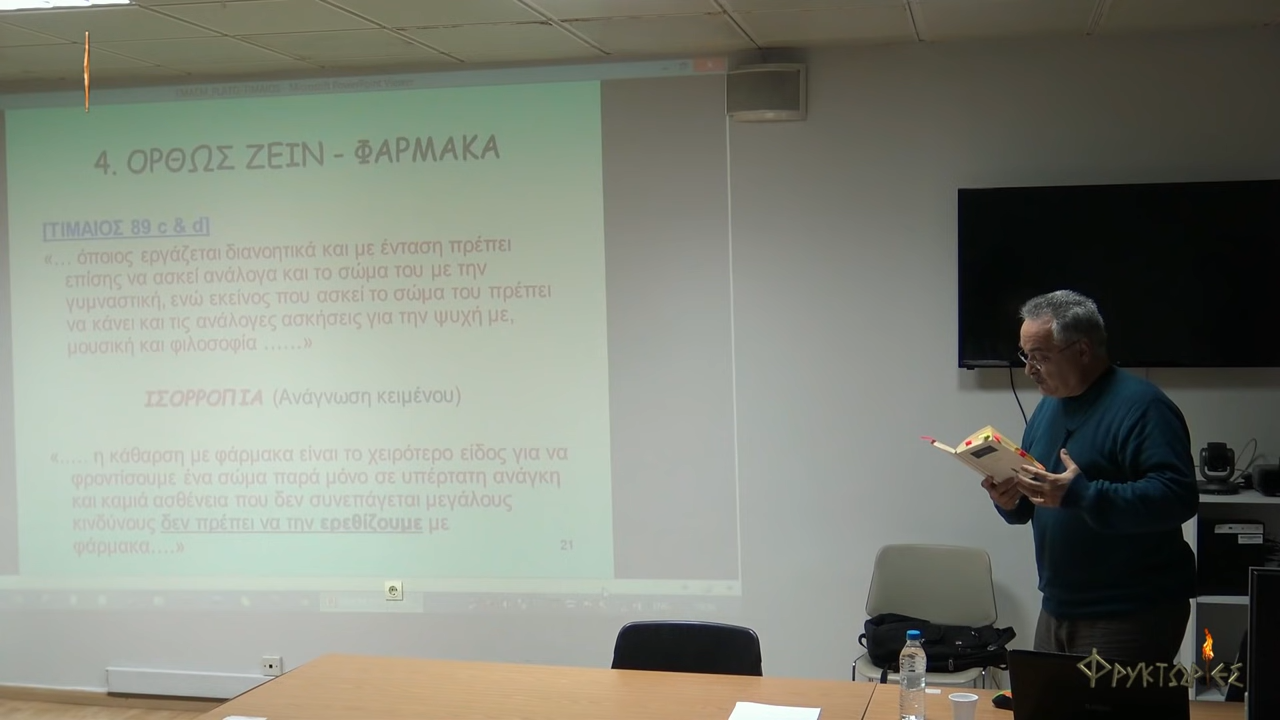 4. ΟΡΘΩΣ ΖΕΙΝ - ΦΑΡΜΑΚΑ
[ΤΙΜΑΙΟΣ 89 c & d]
«… όποιος εργάζεται διανοητικά και με ένταση πρέπει
επίσης να ασκεί ανάλογα και το σώμα του με την
γυμναστική, ενώ εκείνος που ασκεί το σώμα του πρέπει
να κάνει και τις ανάλογες ασκήσεις για την ψυχή με,
μουσική και φιλοσοφία ……»
ΙΣΟΡΡΟΠΙΑ (Ανάγνωση κειμένου)
«….. η κάθαρση με φάρμακα είναι το χειρότερο είδος για να
φροντίσουμε ένα σώμα παρά μόνο σε υπέρτατη ανάγκη
και καμιά ασθένεια που δεν συνεπάγεται μεγάλους
κινδύνους δεν πρέπει να την ερεθίζουμε με
φάρμακα….»
21
ΦΡΥΚΤΩΡΙΕΣ